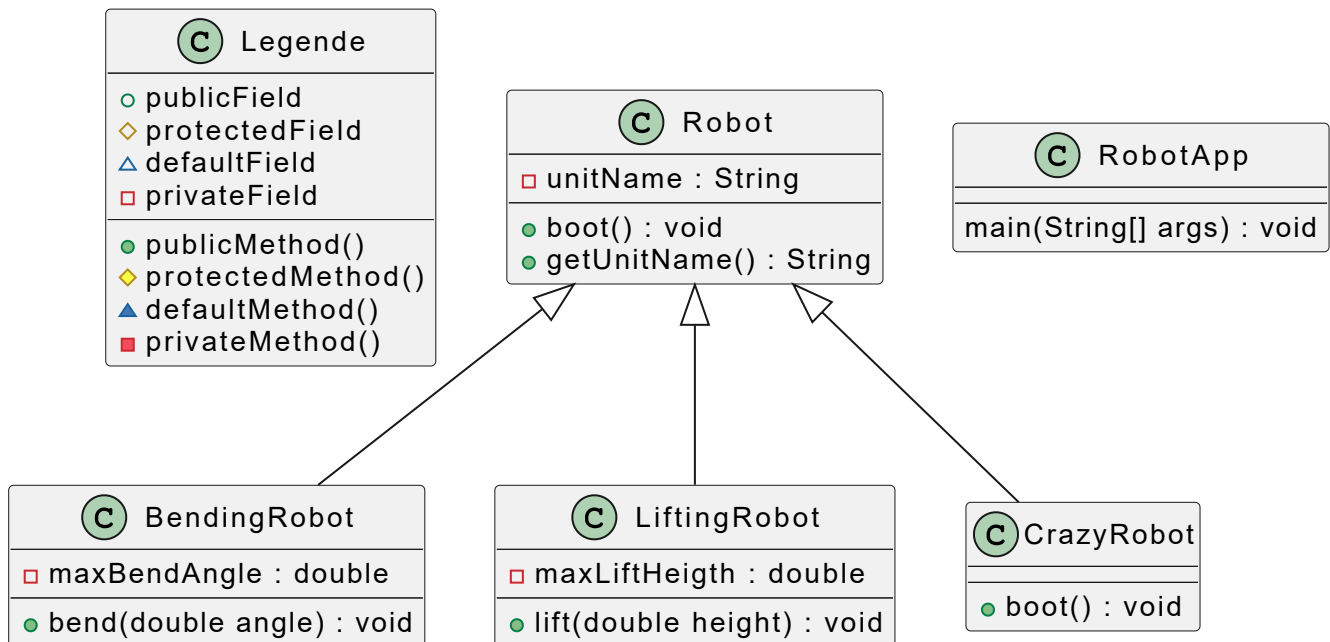 C Legende
publicField
protectedField
defaultField
privateField
publicMethod()
protectedMethod()
defaultMethod()
privateMethod()
C Robot
unitName : String
boot() : void
getUnitName() : String
C RobotApp
main(String[] args) : void
C BendingRobot
maxBendAngle : double
bend(double angle) : void
C LiftingRobot
maxLiftHeigth : double
lift(double height) : void
C CrazyRobot
boot() : void